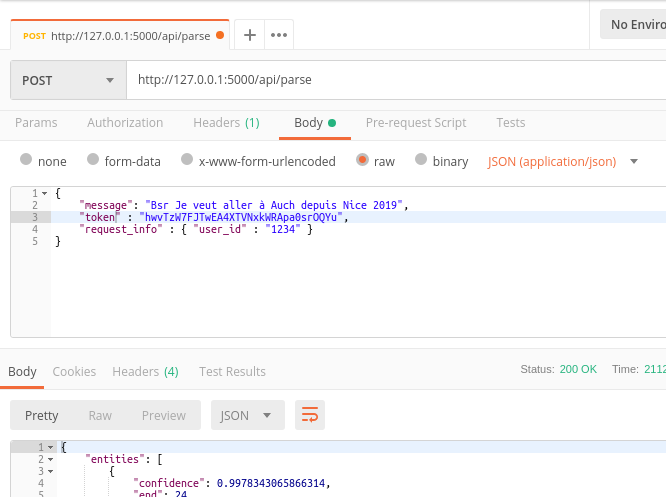 No Enviro
POST http://127.0.0.1:5000/api/parse
POST http://127.0.0.1:5000/api/parse
Params Authorization Headers (1) Body Pre-request Script Tests
none form-data x-www-form-urlencoded raw binary JSON (application/json)
1 {
2 "message": "Bsr Je veut aller à Auch depuis Nice 2019",
3 "token" : "hwvTzW7FJTwEA4XTVNxkWRApa0srOQYu",
4 "request_info" : { "user_id" : "1234" }
5 }
Body Cookies Headers (4) Test Results Status: 200 OK Time: 2112
Pretty Raw Preview JSON
1 {
2 "entities": [
3 {
4 "confidence": 0.9978343065866314,
5 "end": 24